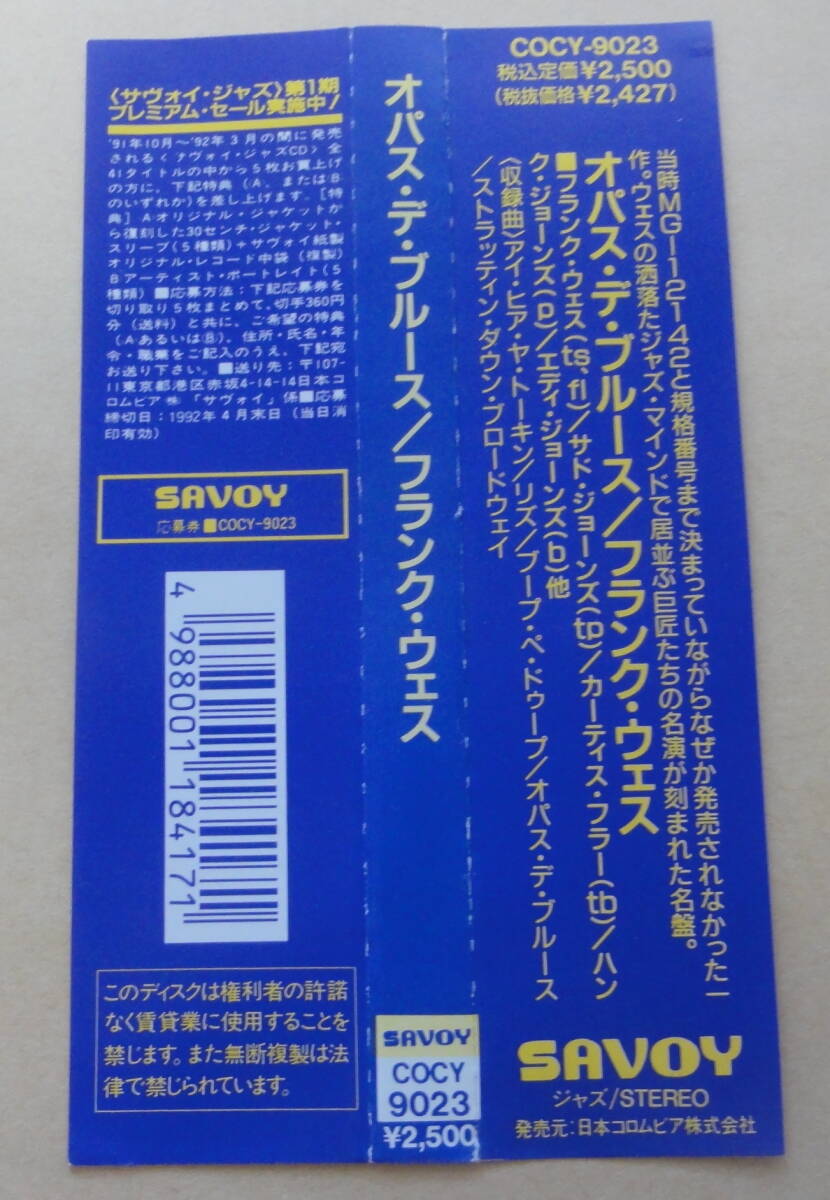 COCY-9023
税込定価¥2,500
(税抜価格¥2,427)
当時MG-12142と規格番号まで決まっていながらなぜか発売されなかった一
作。ウェスの洒落たジャズ・マインドで居並ぶ巨匠たちの名演が刻まれた名盤。
オパス・デ・ブルース/フランク・ウェス
■フランク・ウェス(ts,fl)/サド・ジョーンズ(tp)/カーティス・フラー(tb)/ハン
ク・ジョーンズ(p)/エディ・ジョーンズ(b)他
〈収録曲〉アイ・ヒア・ヤ・トーキン/リズ/ブープ・ペ・ドゥープ/オパス・デ・ブルース
/ストラッティン・ダウン・ブロードウェイ
SAVOY
ジャズ/STEREO
発売元:日本コロムビア株式会社
オパス・デ・ブルース/フランク・ウェス
SAVOY
COCY
9023
¥2,500
〈サヴォイ・ジャズ〉第1期
プレミアム・セール実施中!
'91年10月〜'92年3月の間に発売
される〈サヴォイ・ジャズCD〉全
41タイトルの中から5枚お買上げ
の方に、下記特典(A、またはB
のいずれか)を差し上げます。[特
典]Aオリジナル・ジャケットか
ら復刻した30センチ・ジャケット・
スリーブ(5種類)+サヴォイ紙製
オリジナル・レコード中袋(複製)
Bアーティスト・ポートレイト(5
種類)■応募方法:下記応募券を
切り取り5枚まとめて、切手360円
分(送料)と共に、ご希望の特典
(AあるいはB)、住所・氏名・年
令・職業をご記入のうえ、下記宛
お送り下さい。■送り先:〒107-
11東京都港区赤坂4-14-14日本コ
ロムビア㈱「サヴォイ」係■応募
締切日:1992年4月末日(当日消
印有効)
SAVOY
応募券■COCY-9023
4 988001 184171
このディスクは権利者の許諾
なく賃貸業に使用することを
禁じます。また無断複製は法
律で禁じられています。